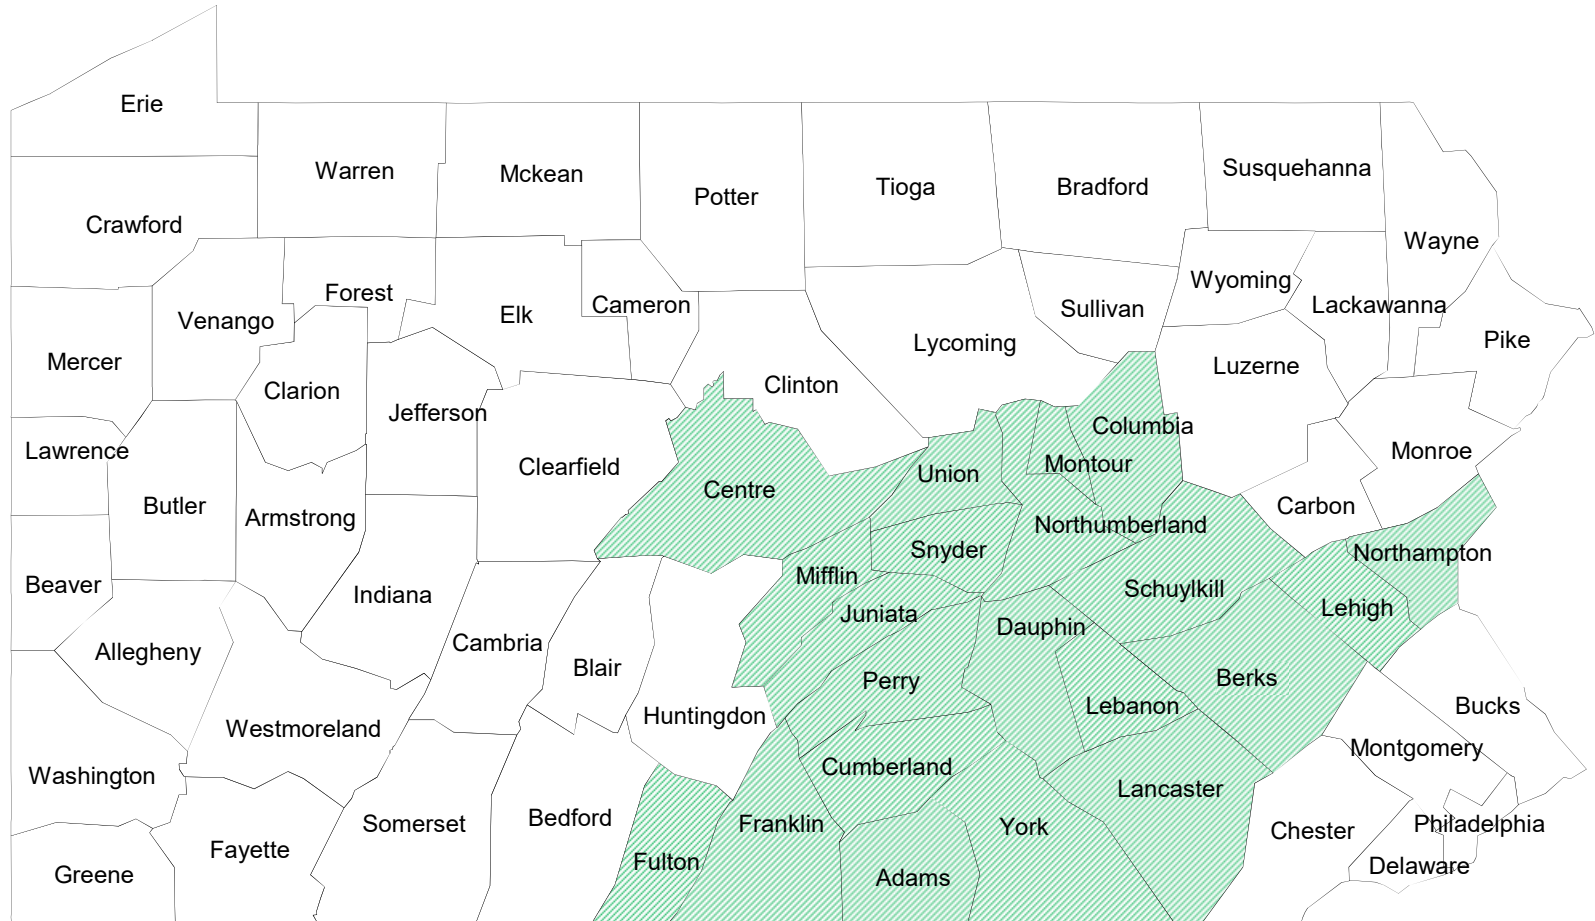 Erie
Warren
Mckean
Potter
Tioga
Bradford
Susquehanna
Crawford
Wayne
Forest
Venango
Elk
Cameron
Sullivan
Wyoming
Lackawanna
Mercer
Lycoming
Pike
Clarion
Jefferson
Clinton
Luzerne
Lawrence
Clearfield
Centre
Union
Montour
Columbia
Monroe
Butler
Armstrong
Snyder
Northumberland
Carbon
Beaver
Indiana
Mifflin
Juniata
Schuylkill
Northampton
Allegheny
Cambria
Blair
Dauphin
Lehigh
Westmoreland
Huntingdon
Perry
Lebanon
Berks
Bucks
Washington
Cumberland
Lancaster
Montgomery
Somerset
Bedford
Franklin
York
Chester
Philadelphia
Greene
Fayette
Fulton
Adams
Delaware